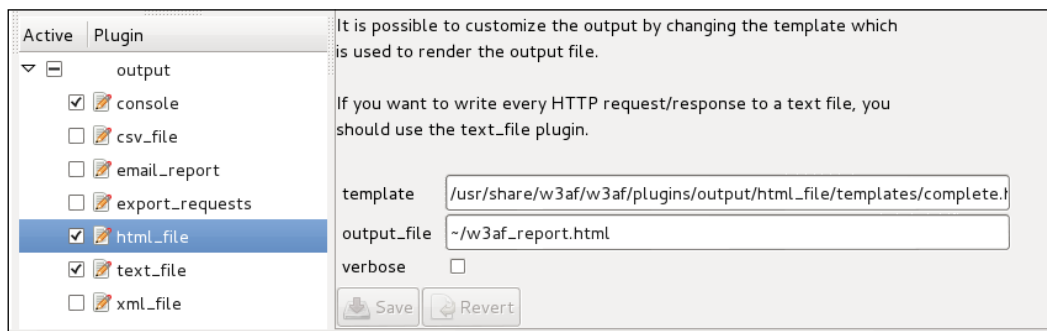 Active Plugin
output
console
csv_file
email_report
export_requests
html_file
text_file
xml_file
It is possible to customize the output by changing the template which
is used to render the output file.
If you want to write every HTTP request/response to a text file, you
should use the text_file plugin.
template /usr/share/w3af/w3af/plugins/output/html_file/templates/complete.h
output_file ~/w3af_report.html
verbose
Save Revert